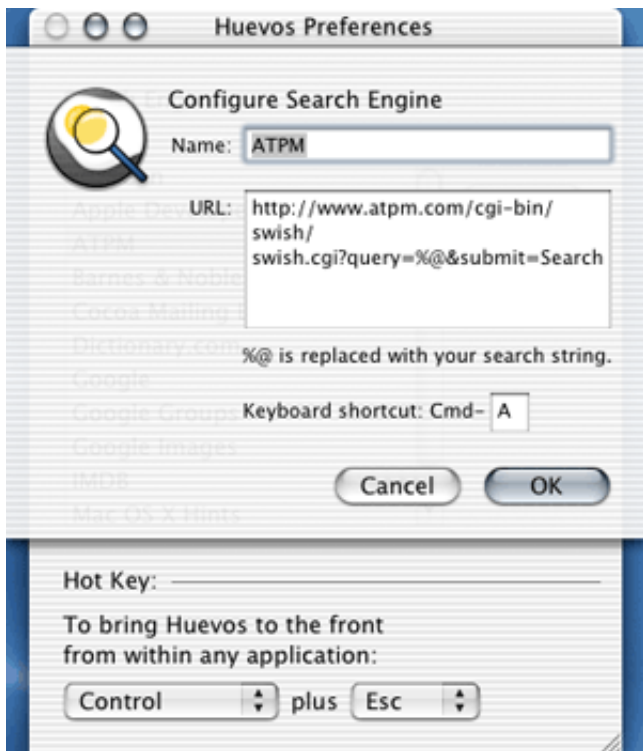 Huevos Preferences
Configure Search Engine
Name: ATPM
URL: http://www.atpm.com/cgi-bin/
swish/
swish.cgi?query=%@&submit=Search
Apple Dev
ATPM
Barnes & Noble
Cocoa Mailing
Dictionary.com
Google
Google Groups
Google Images
IMDB
Mac OS X Hints
%@ is replaced with your search string.
Keyboard shortcut: Cmd- A
Cancel OK
Hot Key:
To bring Huevos to the front
from within any application:
Control plus Esc